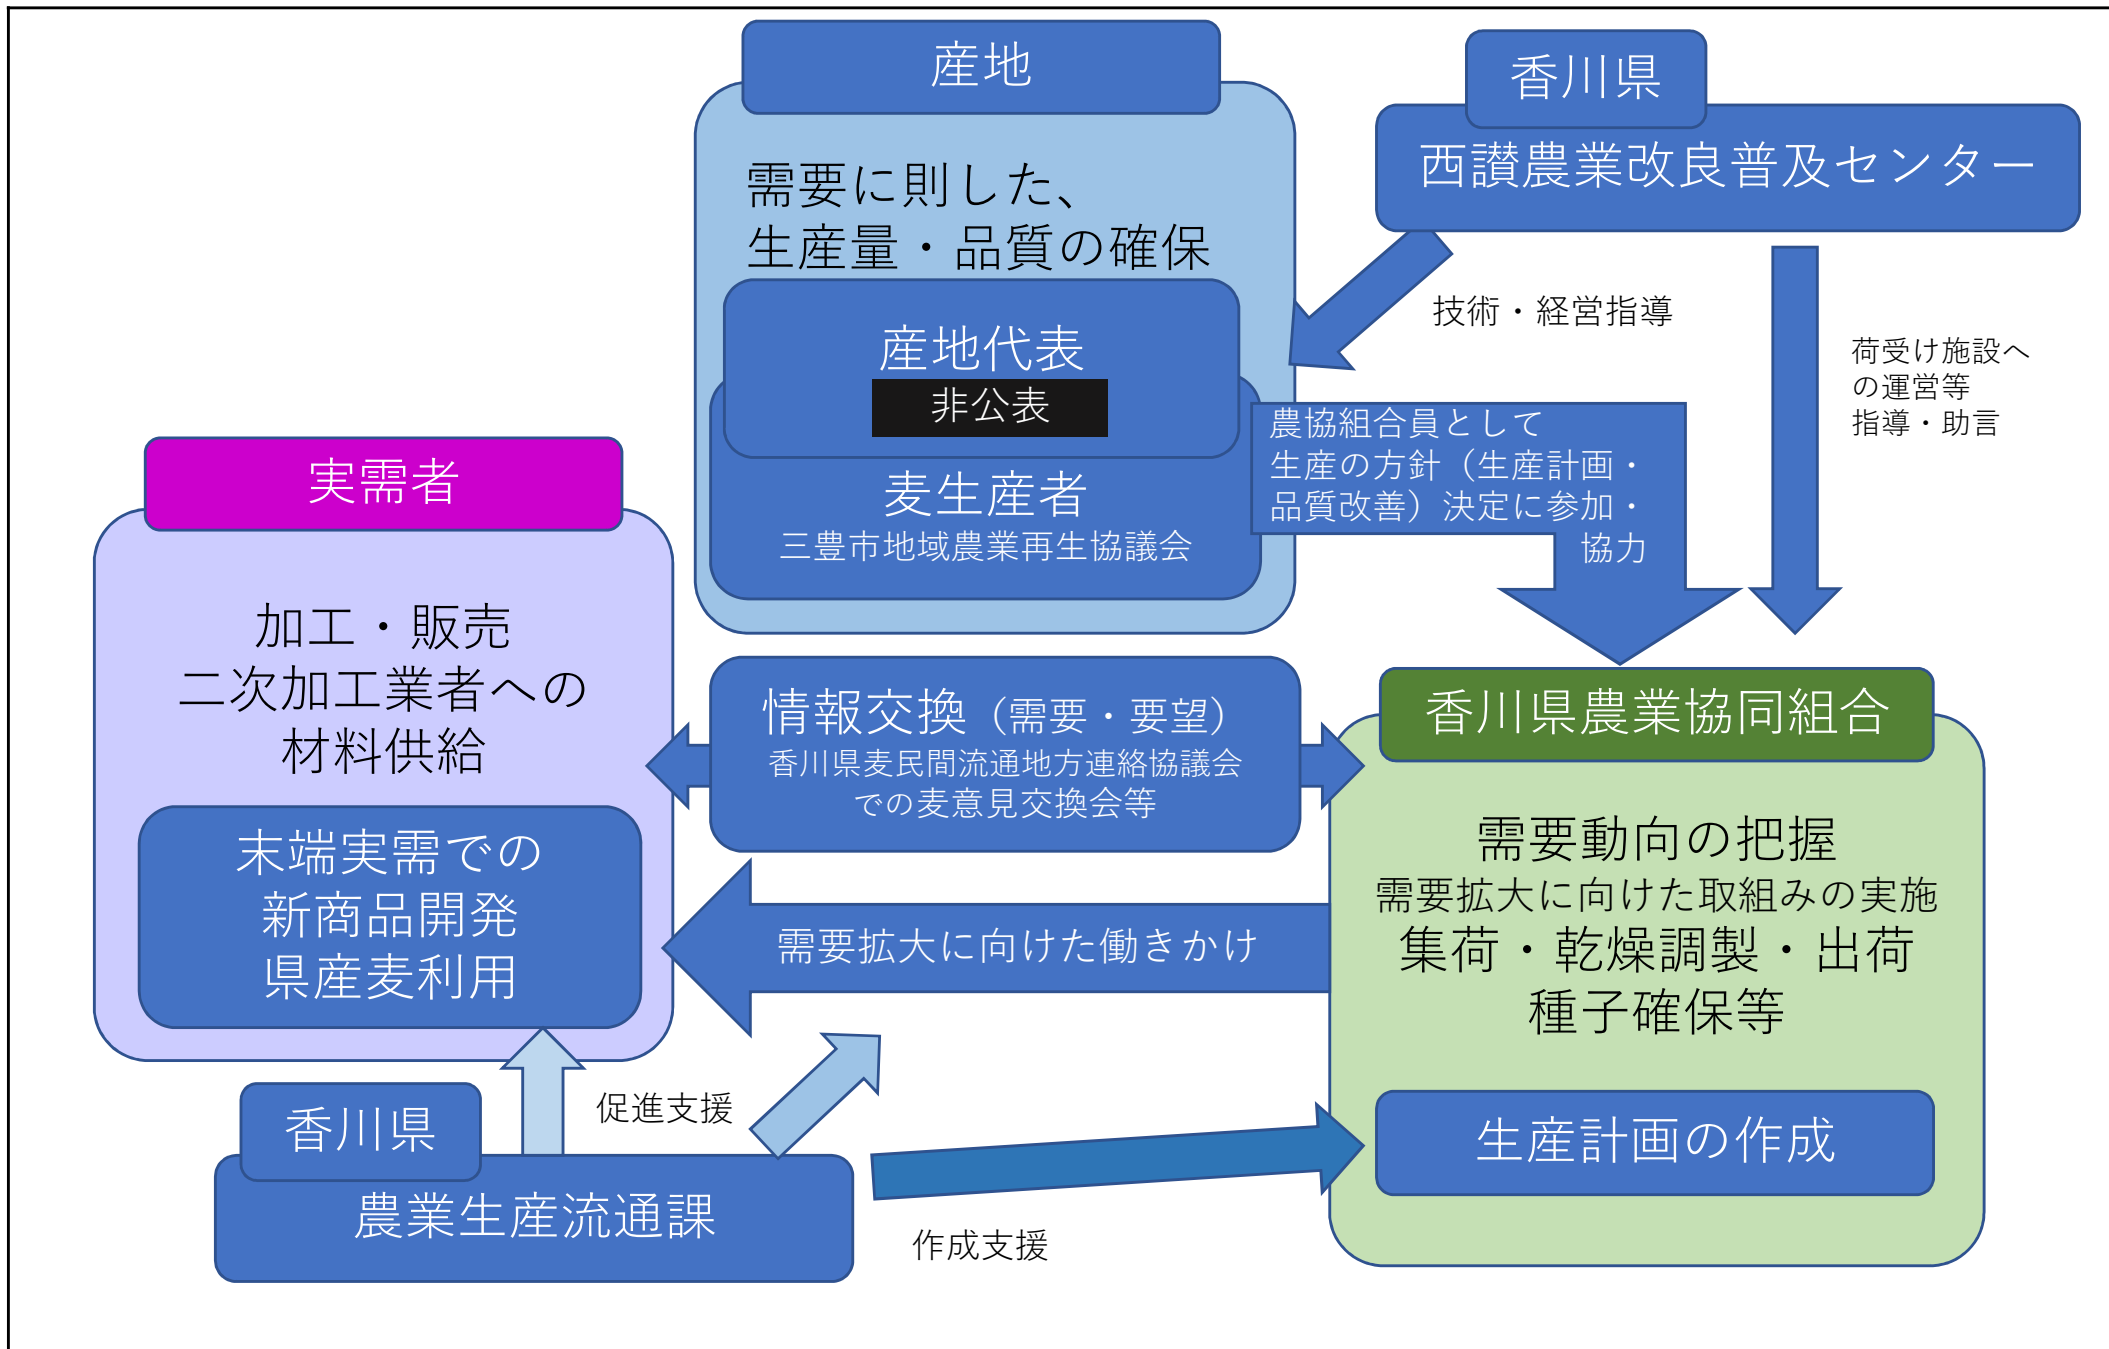 産地
需要に則した、
生産量・品質の確保
産地代表
非公表
麦生産者
三豊市地域農業再生協議会
香川県
西讃農業改良普及センター
技術・経営指導
荷受け施設へ
の運営等
指導・助言
農協組合員として
生産の方針（生産計画・
品質改善）決定に参加・
協力
実需者
加工・販売
二次加工業者への
材料供給
末端実需での
新商品開発
県産麦利用
情報交換（需要・要望）
香川県麦民間流通地方連絡協議会
での麦意見交換会等
需要拡大に向けた働きかけ
香川県農業協同組合
需要動向の把握
需要拡大に向けた取組みの実施
集荷・乾燥調製・出荷
種子確保等
生産計画の作成
促進支援
香川県
農業生産流通課
作成支援